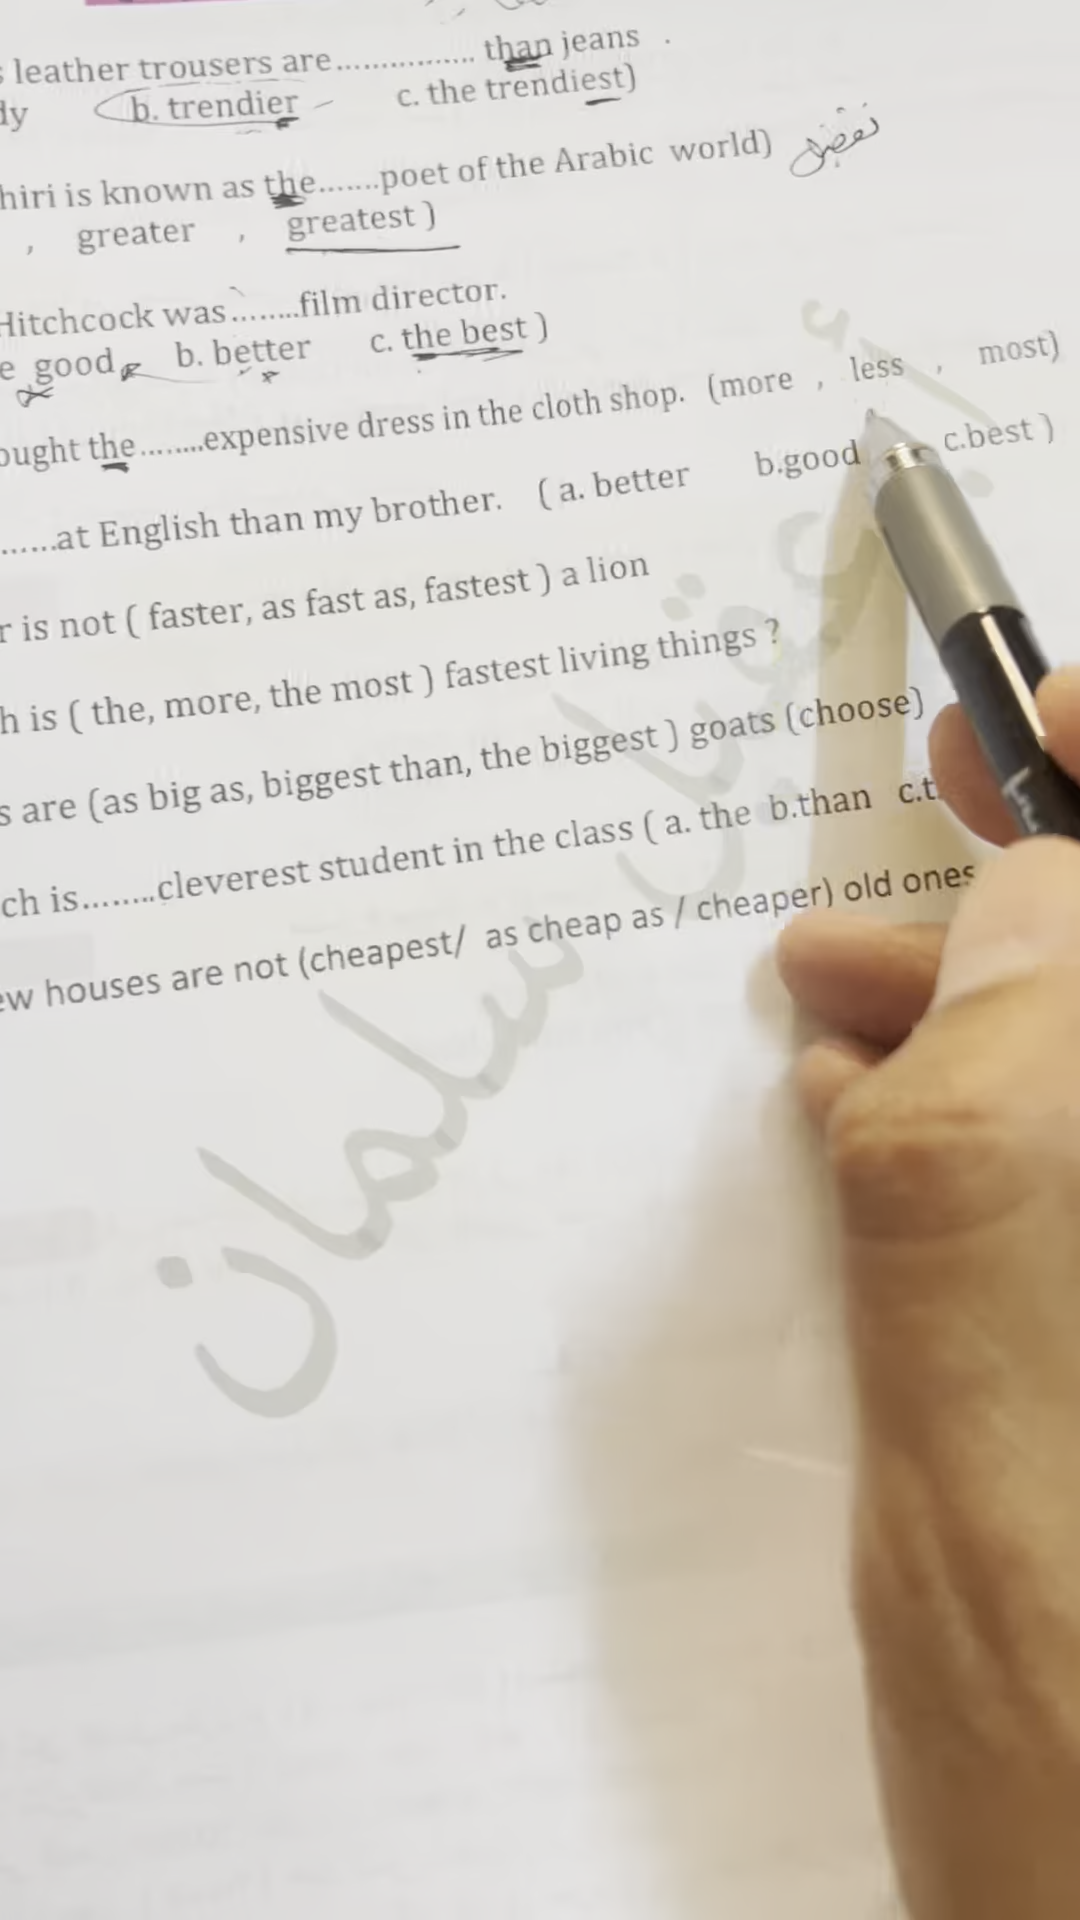 leather trousers are................ than jeans .
b. trendier c. the trendiest)
is known as the.......poet of the Arabic world) تفضيل
, greater , greatest )
Hitchcock was........film director.
good b. better c. the best )
the........expensive dress in the cloth shop. (more , less , most)
......at English than my brother. ( a. better b.good c.best )
is not ( faster, as fast as, fastest ) a lion
is ( the, more, the most ) fastest living things ?
are (as big as, biggest than, the biggest ) goats (choose)
is........cleverest student in the class ( a. the b.than c.t
houses are not (cheapest/ as cheap as / cheaper) old ones
سلمان